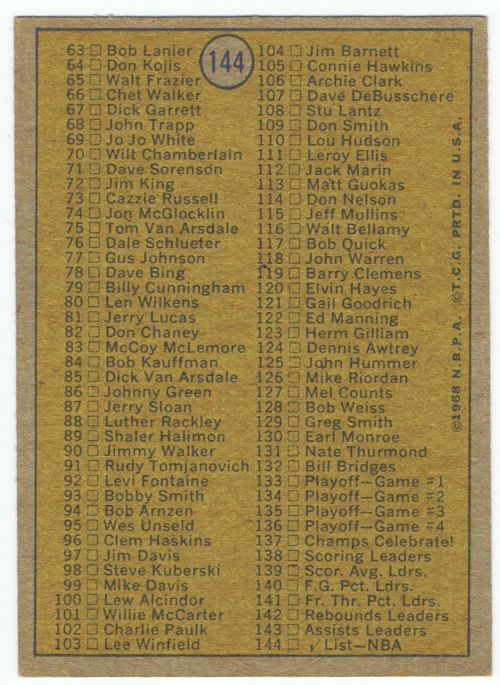 144
63 □ Bob Lanier
64 □ Don Kojis
65 □ Walt Frazier
66 □ Chet Walker
67 □ Dick Garrett
68 □ John Trapp
69 □ Jo Jo White
70 □ Wilt Chamberlain
71 □ Dave Sorenson
72 □ Jim King
73 □ Cazzie Russell
74 □ Jon McGlocklin
75 □ Tom Van Arsdale
76 □ Dale Schlueter
77 □ Gus Johnson
78 □ Dave Bing
79 □ Billy Cunningham
80 □ Len Wilkens
81 □ Jerry Lucas
82 □ Don Chaney
83 □ McCoy McLemore
84 □ Bob Kauffman
85 □ Dick Van Arsdale
86 □ Johnny Green
87 □ Jerry Sloan
88 □ Luther Rackley
89 □ Shaler Halimon
90 □ Jimmy Walker
91 □ Rudy Tomjanovich
92 □ Levi Fontaine
93 □ Bobby Smith
94 □ Bob Arnzen
95 □ Wes Unseld
96 □ Clem Haskins
97 □ Jim Davis
98 □ Steve Kuberski
99 □ Mike Davis
100 □ Lew Alcindor
101 □ Willie McCarter
102 □ Charlie Paulk
103 □ Lee Winfield
104 □ Jim Barnett
105 □ Connie Hawkins
106 □ Archie Clark
107 □ Dave DeBusschere
108 □ Stu Lantz
109 □ Don Smith
110 □ Lou Hudson
111 □ Leroy Ellis
112 □ Jack Marin
113 □ Matt Guokas
114 □ Don Nelson
115 □ Jeff Mullins
116 □ Walt Bellamy
117 □ Bob Quick
118 □ John Warren
119 □ Barry Clemens
120 □ Elvin Hayes
121 □ Gail Goodrich
122 □ Ed Manning
123 □ Herm Gilliam
124 □ Dennis Awtrey
125 □ John Hummer
126 □ Mike Riordan
127 □ Mel Counts
128 □ Bob Weiss
129 □ Greg Smith
130 □ Earl Monroe
131 □ Nate Thurmond
132 □ Bill Bridges
133 □ Playoff—Game #1
134 □ Playoff—Game #2
135 □ Playoff—Game #3
136 □ Playoff—Game #4
137 □ Champs Celebrate!
138 □ Scoring Leaders
139 □ Scor. Avg. Ldrs.
140 □ F.G. Pct. Ldrs.
141 □ Fr. Thr. Pct. Ldrs.
142 □ Rebounds Leaders
143 □ Assists Leaders
144 □ √ List—NBA
©1968 N.B.P.A. ©T.C.G. PRTD. IN U.S.A.